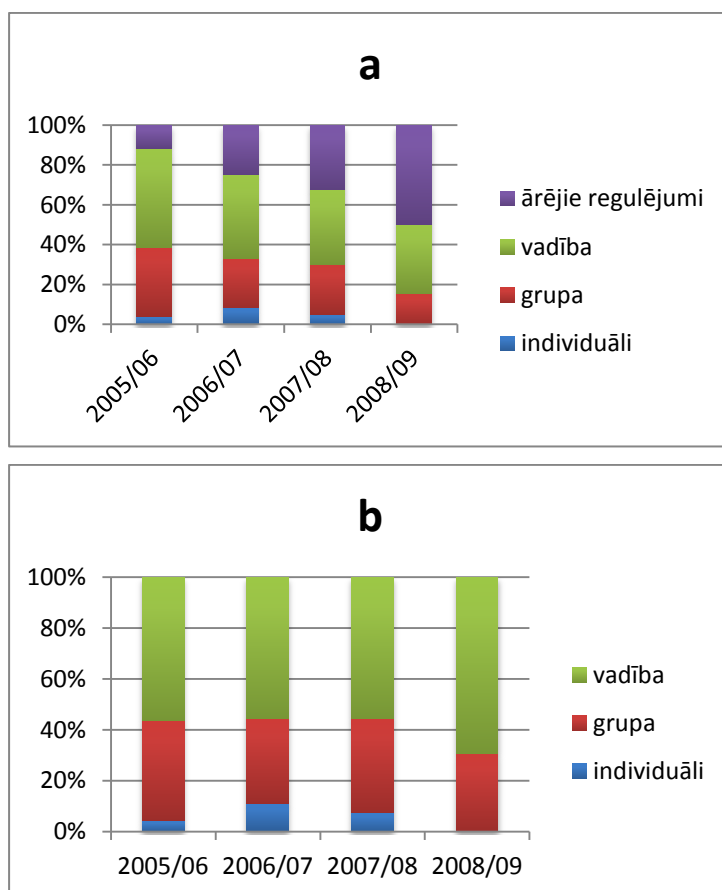 a
100%
80%
60%
40%
20%
0%
2005/06
2006/07
2007/08
2008/09
ārējie regulējumi
vadība
grupa
individuāli
b
100%
80%
60%
40%
20%
0%
2005/06 2006/07 2007/08 2008/09
vadība
grupa
individuāli